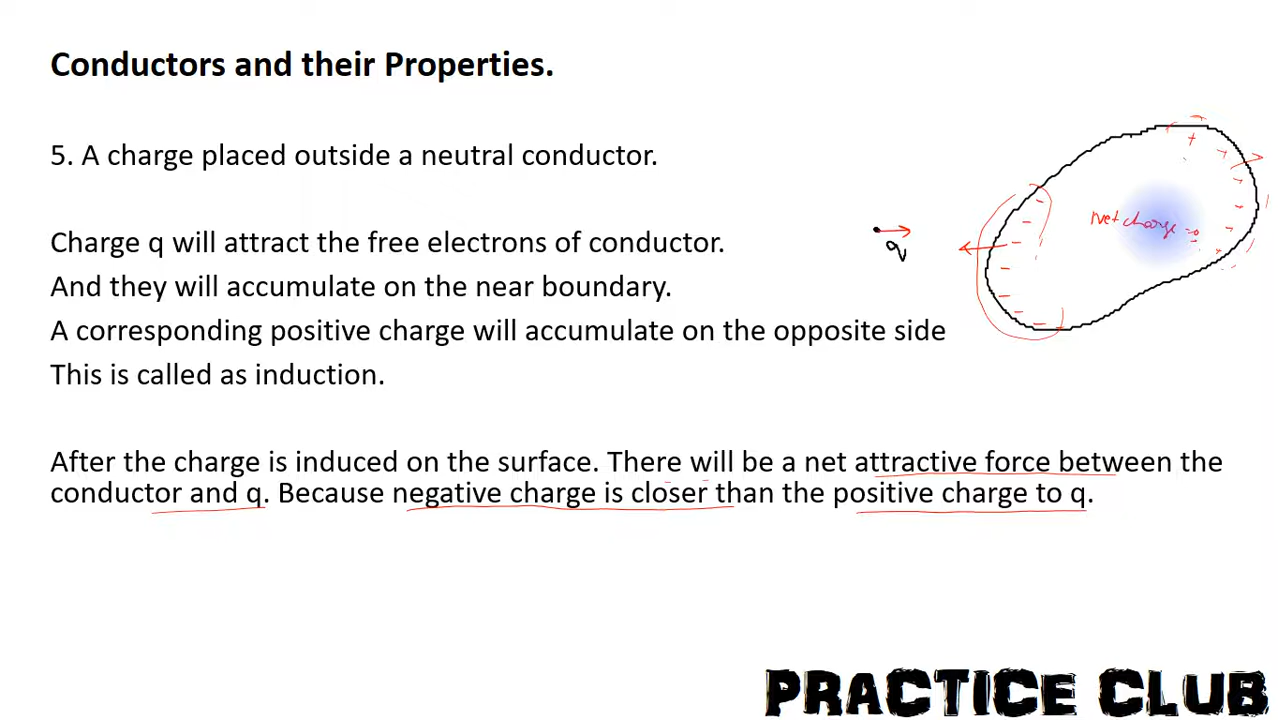 Conductors and their Properties.
5. A charge placed outside a neutral conductor.
Charge q will attract the free electrons of conductor.
And they will accumulate on the near boundary.
A corresponding positive charge will accumulate on the opposite side
This is called as induction.
After the charge is induced on the surface. There will be a net attractive force between the
conductor and q. Because negative charge is closer than the positive charge to q.
q
Net charge =0
PRACTICE CLUB